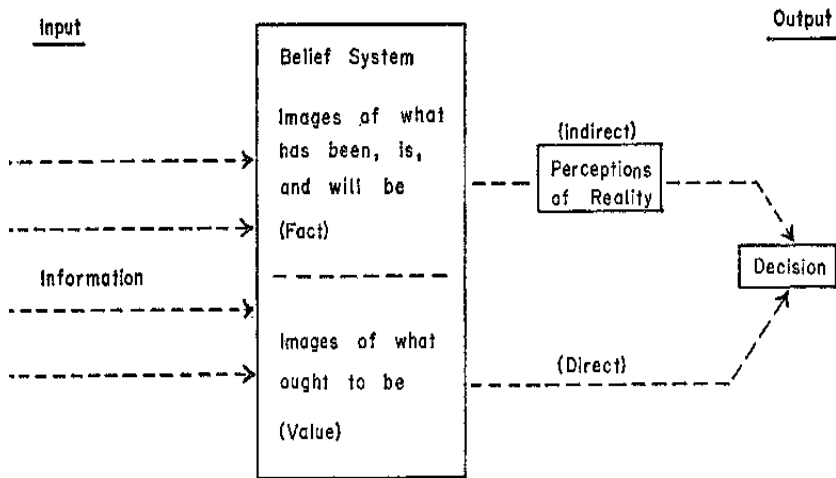 Input
Output
Belief System
Images of what
has been, is,
and will be
(Fact)
Information
Images of what
ought to be
(Value)
(indirect)
Perceptions
of Reality
(Direct)
Decision